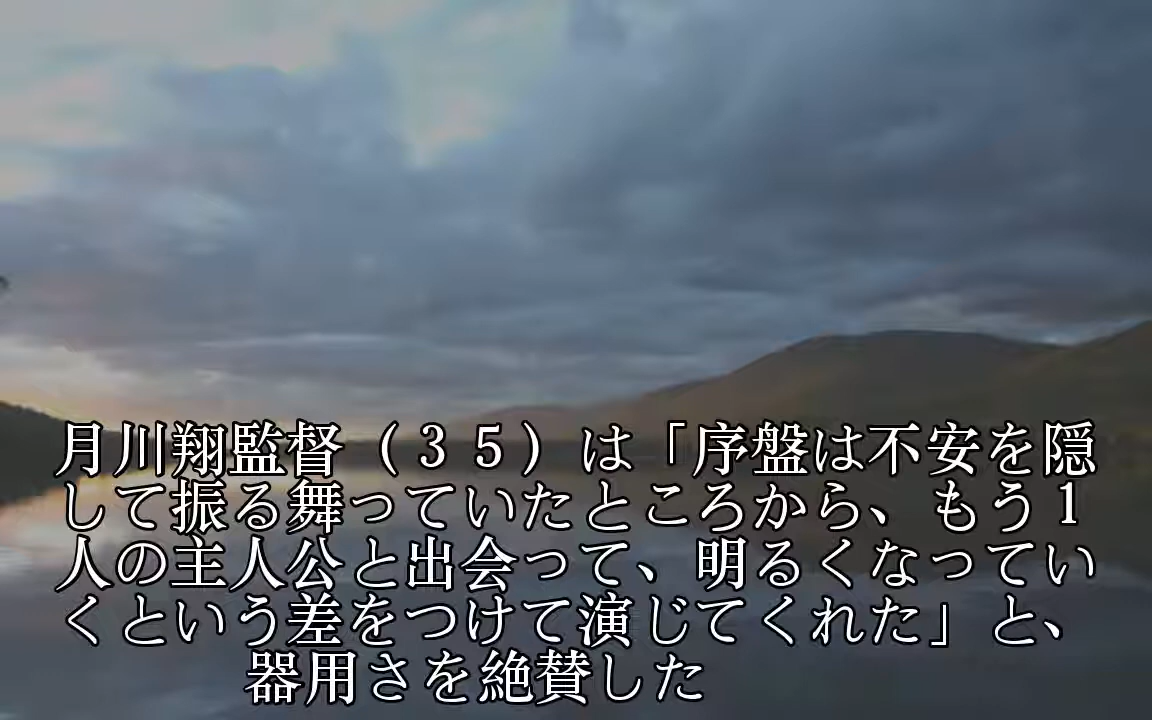 月川翔監督（３５）は「序盤は不安を隠
して振る舞っていたところから、もう１
人の主人公と出会って、明るくなってい
くという差をつけて演じてくれた」と、
器用さを絶賛した